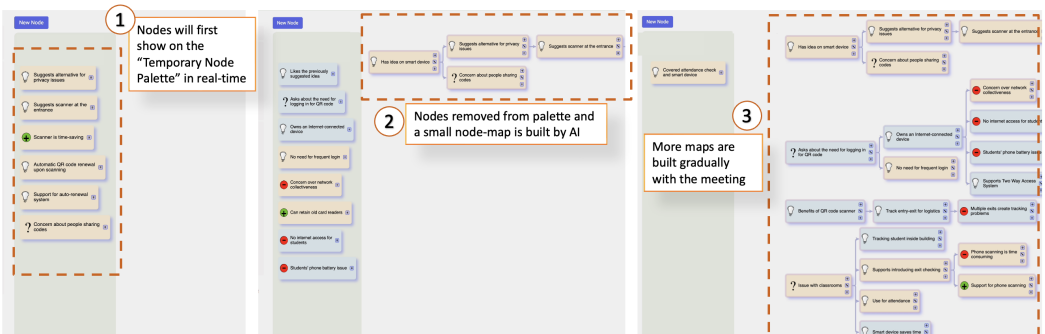 New Node
1
Nodes will first
show on the
“Temporary Node
Palette” in real-time
Suggests alternative for
privacy issues
Suggests scanner at the
entrance
Scanner is time-saving
Automatic QR code renewal
upon scanning
Support for auto-renewal
system
? Concern about people sharing
codes
New Node
Likes the previously
suggested idea
? Asks about the need for
logging in for QR code
Owns an Internet-connected
device
No need for frequent login
Concern over network
collectiveness
Can retain old card readers
No internet access for
students
Students' phone battery issue
Has idea on smart device
Suggests alternative for privacy
issues
Suggests scanner at the entrance
? Concern about people sharing
codes
2
Nodes removed from palette and
a small node-map is built by AI
New Node
Covered attendance check
and smart device
3
More maps are
built gradually
with the meeting
Has idea on smart device
Suggests alternative for privacy
issues
Suggests scanner at the entrance
? Concern about people sharing
codes
? Asks about the need for logging in
for QR code
Owns an Internet-connected
device
No need for frequent login
Concern over network
collectiveness
No internet access for
Students' phone battery
Supports Two Way Access
System
Benefits of QR code scanner
Track entry-exit for logistics
Multiple exits create tracking
problems
? Issue with classrooms
Tracking student inside building
Supports introducing exit checking
Phone scanning is time
consuming
Support for phone scanning
Use for attendance
Smart device saves time